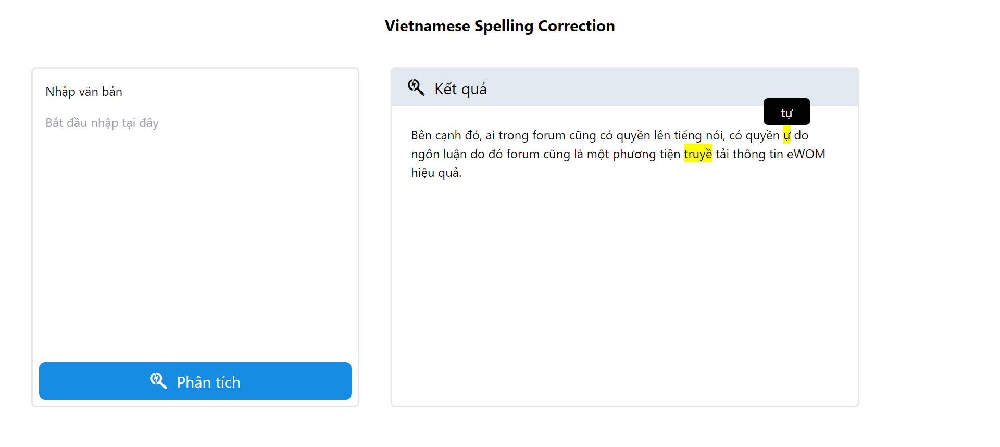 Vietnamese Spelling Correction
Nhập văn bản
Bắt đầu nhập tại đây
Phân tích
Kết quả
tự
Bên cạnh đó, ai trong forum cũng có quyền lên tiếng nói, có quyền ự do
ngôn luận do đó forum cũng là một phương tiện truyề tải thông tin eWOM
hiệu quả.